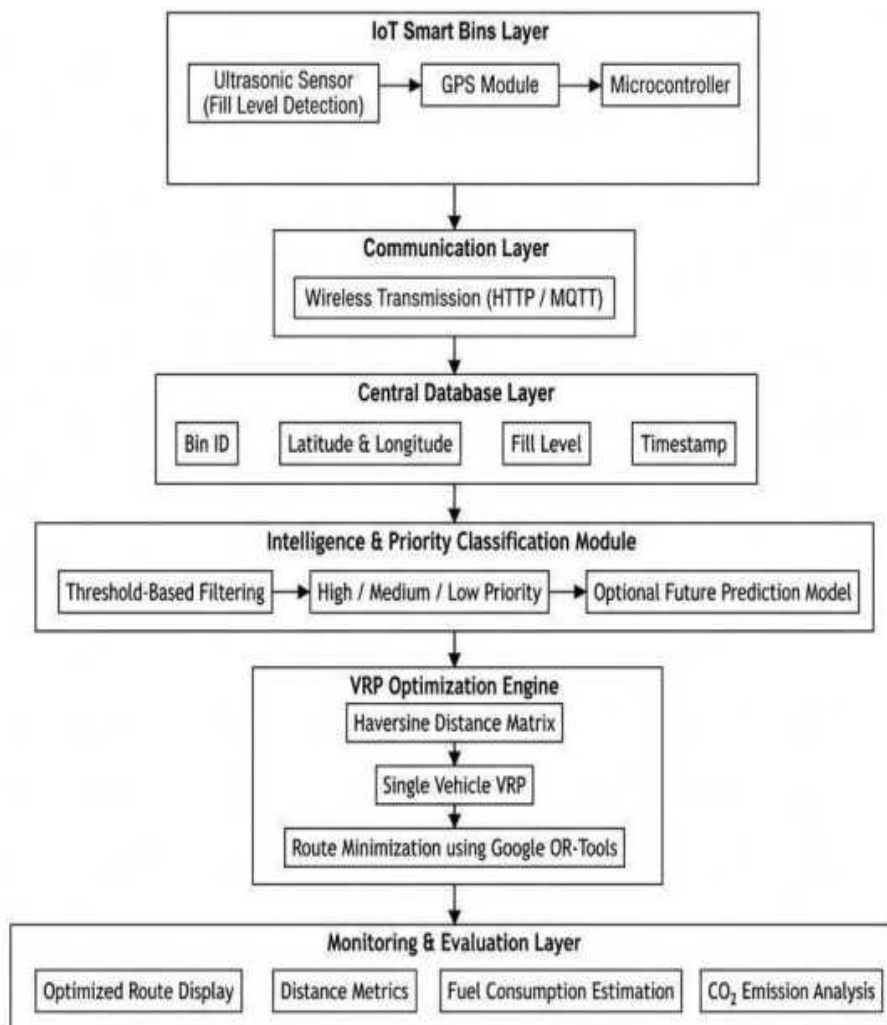 IoT Smart Bins Layer
Ultrasonic Sensor
(Fill Level Detection)
GPS Module
Microcontroller
Communication Layer
Wireless Transmission (HTTP / MQTT)
Central Database Layer
Bin ID
Latitude & Longitude
Fill Level
Timestamp
Intelligence & Priority Classification Module
Threshold-Based Filtering
High / Medium / Low Priority
Optional Future Prediction Model
VRP Optimization Engine
Haversine Distance Matrix
Single Vehicle VRP
Route Minimization using Google OR-Tools
Monitoring & Evaluation Layer
Optimized Route Display
Distance Metrics
Fuel Consumption Estimation
CO₂ Emission Analysis